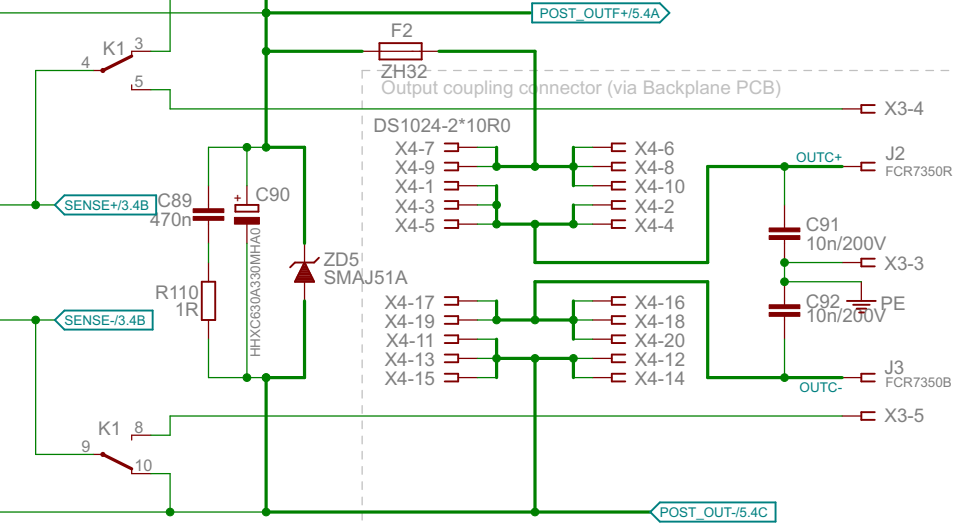 POST_OUTF+/5.4A
F2
ZH32
K1
3
4
5
Output coupling connector (via Backplane PCB)
X3-4
DS1024-2*10R0
X4-7
X4-9
X4-1
X4-3
X4-5
X4-6
X4-8
X4-10
X4-2
X4-4
OUTC+
J2
FCR7350R
SENSE+/3.4B
C89
470n
+
C90
HHXC630A330MHA0
R110
1R
ZD5
SMAJ51A
C91
10n/200V
X3-3
PE
C92
10n/200V
SENSE-/3.4B
X4-17
X4-19
X4-11
X4-13
X4-15
X4-16
X4-18
X4-20
X4-12
X4-14
J3
FCR7350B
OUTC-
X3-5
K1
8
9
10
POST_OUT-/5.4C